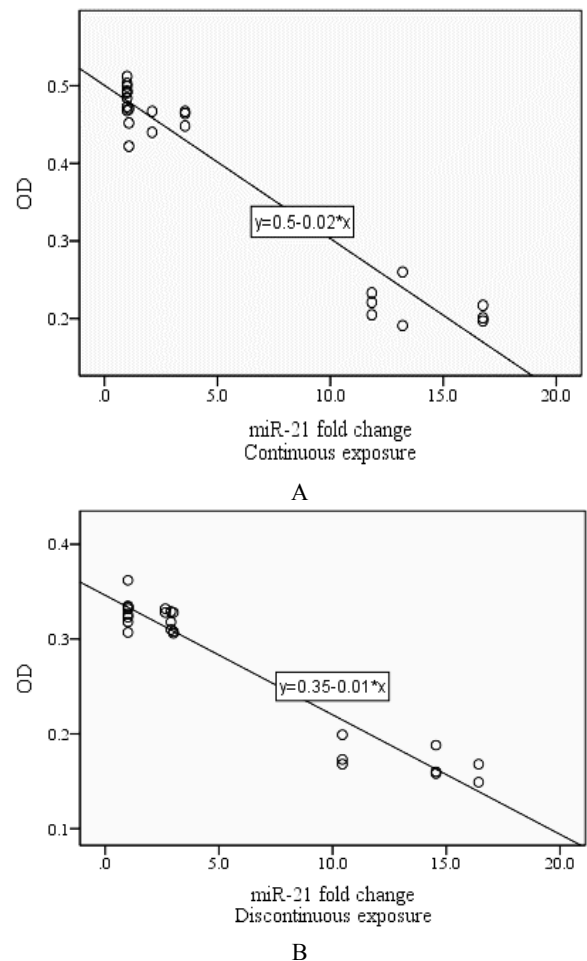 0.5
0.4
0.3
0.2
OD
y=0.5-0.02*x
.0 5.0 10.0 15.0 20.0
miR-21 fold change
Continuous exposure
A
0.4
0.3
0.2
0.1
OD
y=0.35-0.01*x
.0 5.0 10.0 15.0 20.0
miR-21 fold change
Discontinuous exposure
B